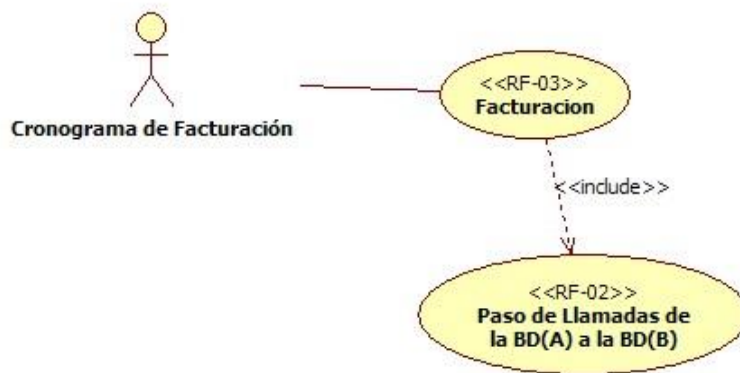 <<RF-03>>
Facturacion
Cronograma de Facturación
<<include>>
<<RF-02>>
Paso de Llamadas de
la BD(A) a la BD(B)